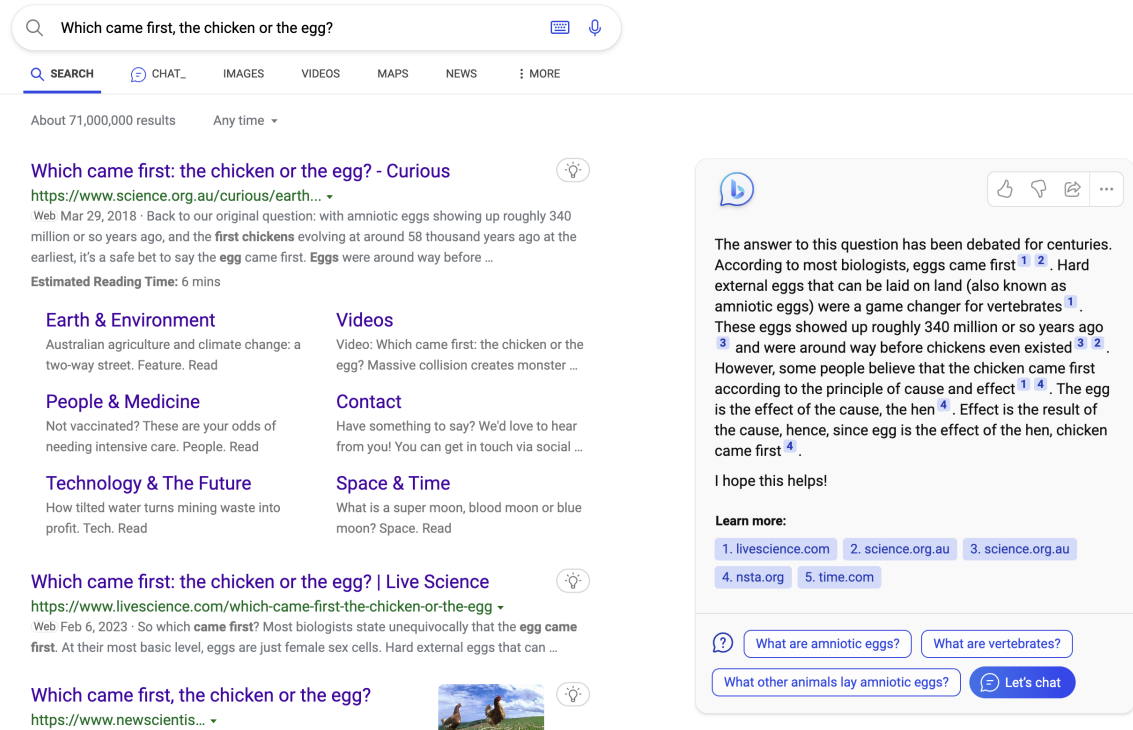 Which came first, the chicken or the egg?
SEARCH
CHAT_
IMAGES
VIDEOS
MAPS
NEWS
MORE
About 71,000,000 results
Any time
Which came first: the chicken or the egg? - Curious
https://www.science.org.au/curious/earth...
Web Mar 29, 2018 · Back to our original question: with amniotic eggs showing up roughly 340
million or so years ago, and the first chickens evolving at around 58 thousand years ago at the
earliest, it's a safe bet to say the egg came first. Eggs were around way before ...
Estimated Reading Time: 6 mins
Earth & Environment
Australian agriculture and climate change: a
two-way street. Feature. Read
Videos
Video: Which came first: the chicken or the
egg? Massive collision creates monster ...
People & Medicine
Not vaccinated? These are your odds of
needing intensive care. People. Read
Contact
Have something to say? We'd love to hear
from you! You can get in touch via social ...
Technology & The Future
How tilted water turns mining waste into
profit. Tech. Read
Space & Time
What is a super moon, blood moon or blue
moon? Space. Read
Which came first: the chicken or the egg? | Live Science
https://www.livescience.com/which-came-first-the-chicken-or-the-egg
Web Feb 6, 2023 · So which came first? Most biologists state unequivocally that the egg came
first. At their most basic level, eggs are just female sex cells. Hard external eggs that can ...
Which came first, the chicken or the egg?
https://www.newscientis...
The answer to this question has been debated for centuries.
According to most biologists, eggs came first 1 2 . Hard
external eggs that can be laid on land (also known as
amniotic eggs) were a game changer for vertebrates 1 .
These eggs showed up roughly 340 million or so years ago
3 and were around way before chickens even existed 3 2 .
However, some people believe that the chicken came first
according to the principle of cause and effect 1 4 . The egg
is the effect of the cause, the hen 4 . Effect is the result of
the cause, hence, since egg is the effect of the hen, chicken
came first 4 .
I hope this helps!
Learn more:
1. livescience.com
2. science.org.au
3. science.org.au
4. nsta.org
5. time.com
What are amniotic eggs?
What are vertebrates?
What other animals lay amniotic eggs?
Let's chat